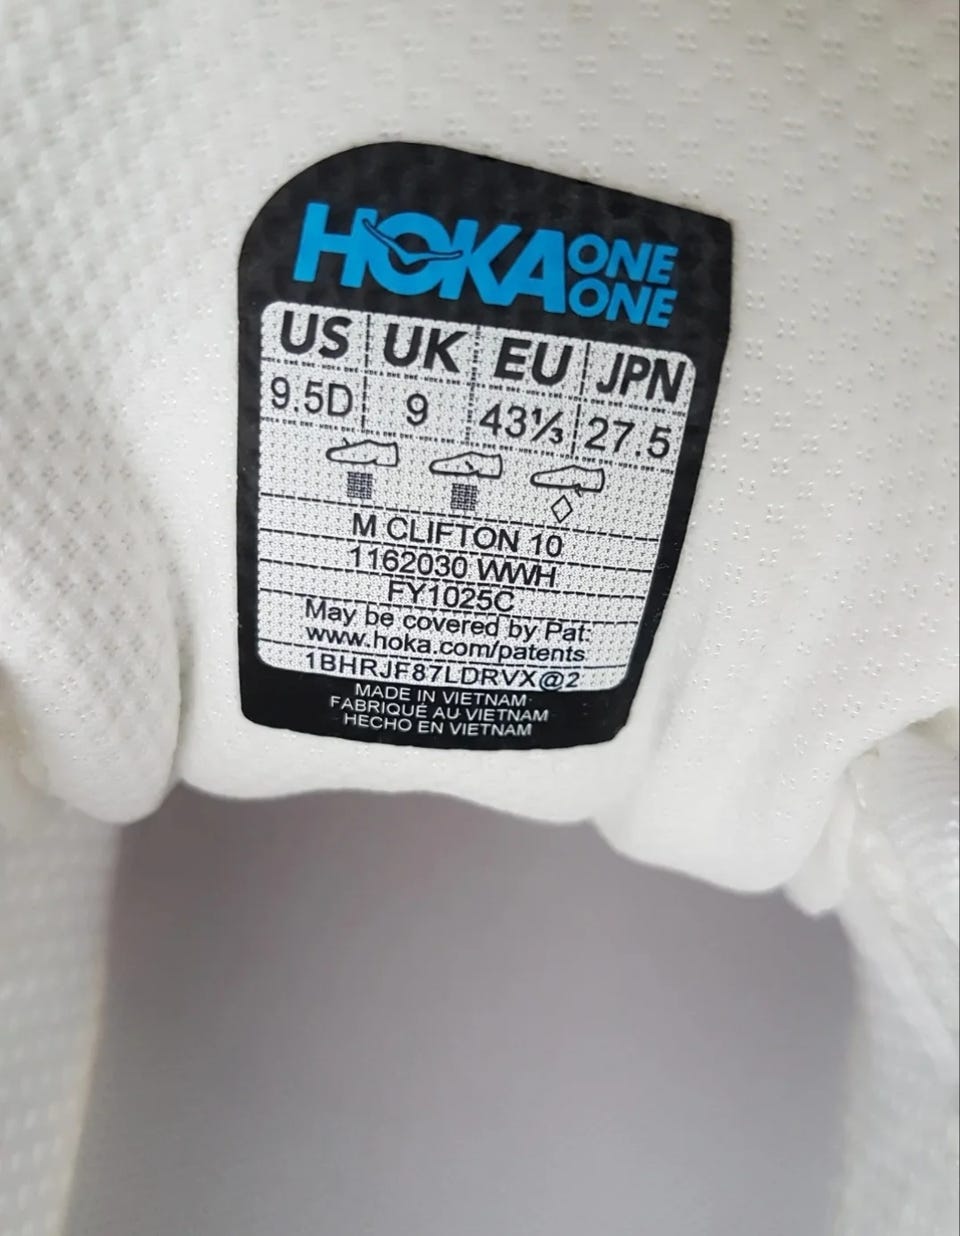 HOKA ONE ONE
US UK EU JPN
9.5D 9 43⅓ 27.5
M CLIFTON 10
1162030 WWH
FY1025C
May be covered by Pat:
www.hoka.com/patents
1BHRJF87LDRVX@2
MADE IN VIETNAM
FABRIQUÉ AU VIETNAM
HECHO EN VIETNAM